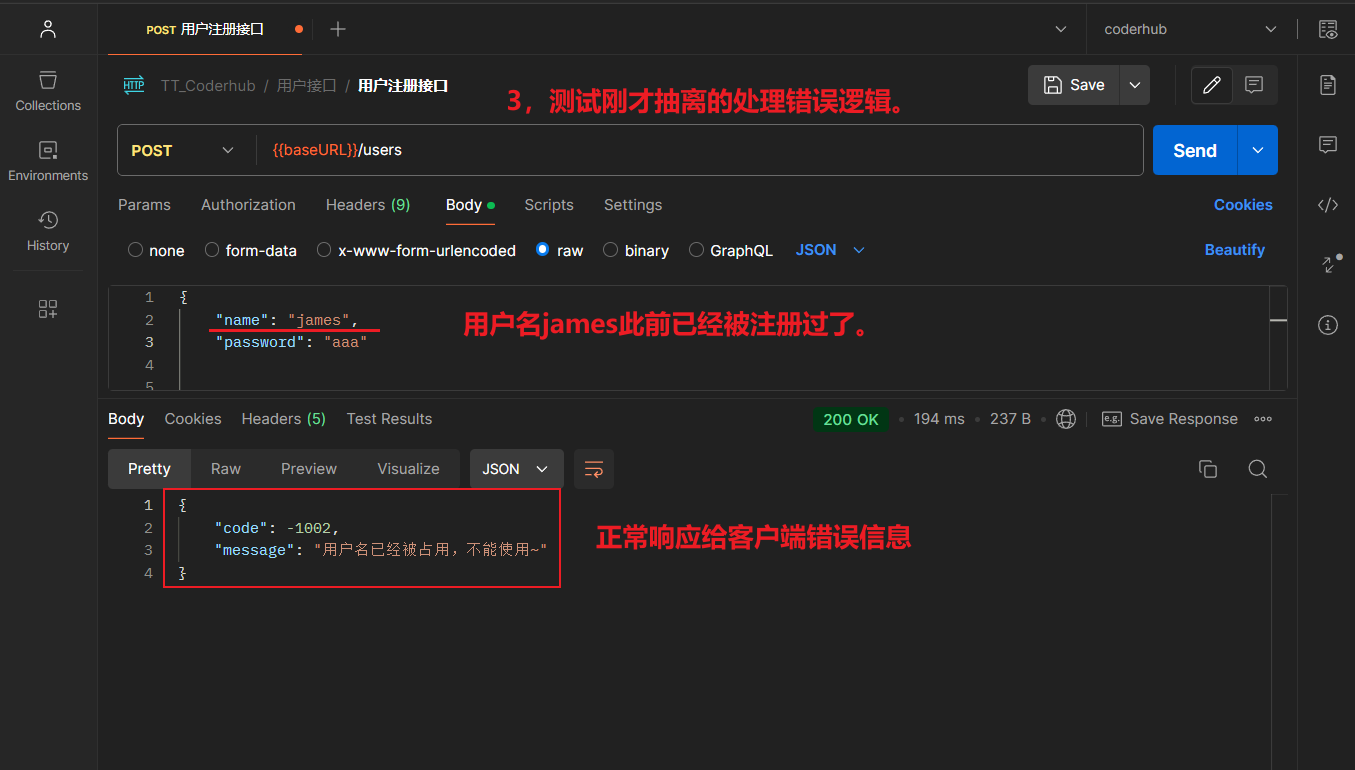 POST 用户注册接口
coderhub
Collections
Environments
History
HTTP TT_Coderhub / 用户接口 / 用户注册接口
Save
3，测试刚才抽离的处理错误逻辑。
POST
{{baseURL}}/users
Send
Params Authorization Headers (9) Body Scripts Settings Cookies
none form-data x-www-form-urlencoded raw binary GraphQL JSON Beautify
1 {
2 "name": "james",
用户名james此前已经被注册过了。
3 "password": "aaa"
4
5
Body Cookies Headers (5) Test Results 200 OK 194 ms 237 B e.g. Save Response
Pretty Raw Preview Visualize JSON
1 {
2 "code": -1002,
正常响应给客户端错误信息
3 "message": "用户名已经被占用，不能使用~"
4 }